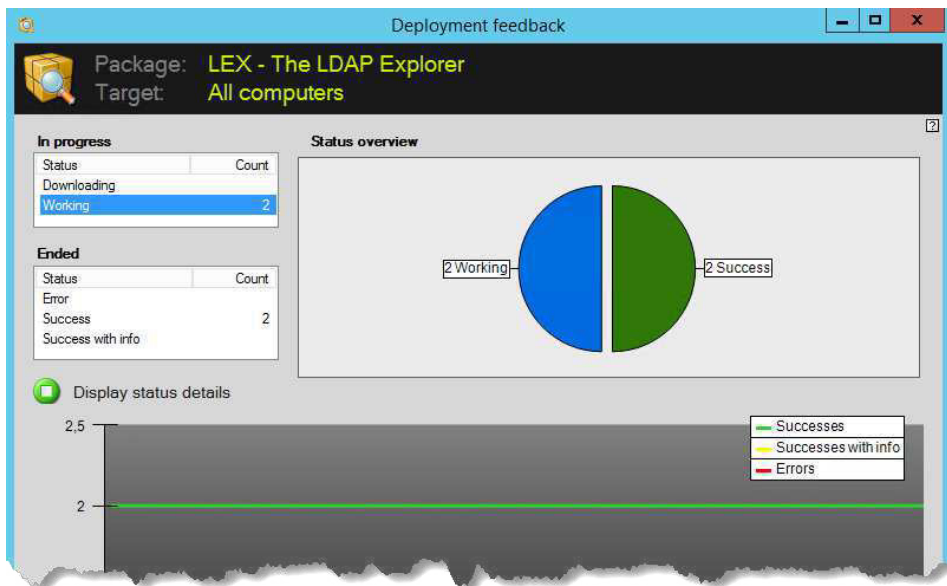 Deployment feedback
Package: LEX - The LDAP Explorer
Target: All computers
?
In progress
Status Count
Downloading
Working 2
Ended
Status Count
Error
Success 2
Success with info
Status overview
2 Working
2 Success
Display status details
2,5
2
Successes
Successes with info
Errors